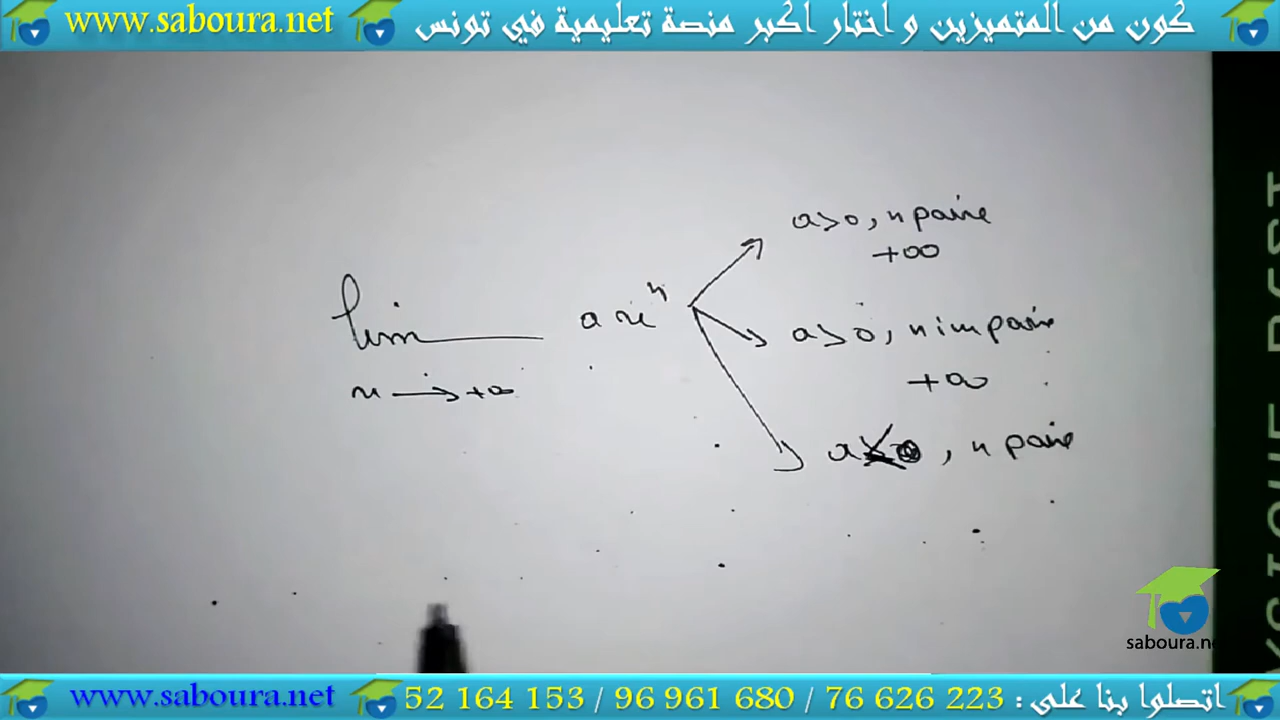 www.saboura.net كون من المتميزين و اختار اكبر منصة تعليمية في تونس
a>0, n paire
+∞
lim a x^n
x → +∞
a>0, n impaire
+∞
, n paire
saboura.ne
www.saboura.net 52 164 153 / 96 961 680 / 76 626 223 : اتصلوا بنا على